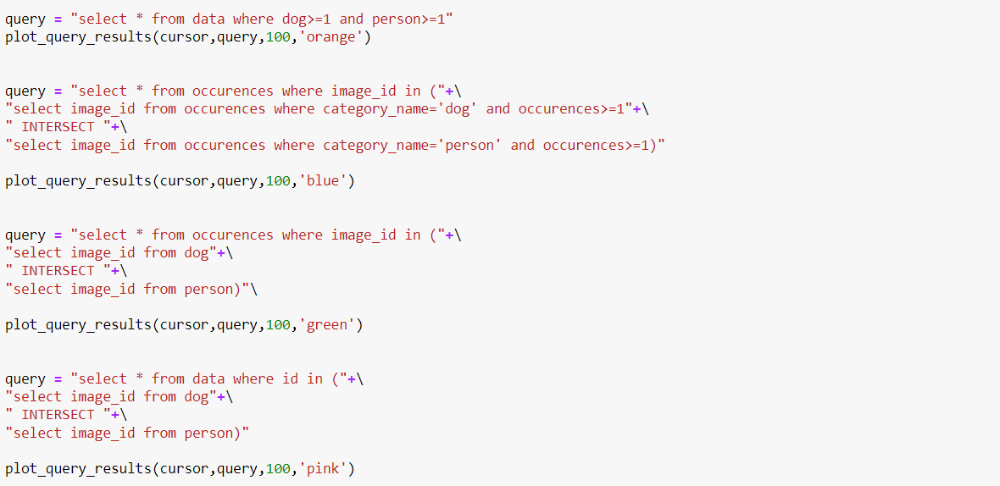 query = "select * from data where dog>=1 and person>=1"
plot_query_results(cursor,query,100,'orange')
query = "select * from occurences where image_id in ("+\
"select image_id from occurences where category_name='dog' and occurences>=1"+\
" INTERSECT "+\
"select image_id from occurences where category_name='person' and occurences>=1)"
plot_query_results(cursor,query,100,'blue')
query = "select * from occurences where image_id in ("+\
"select image_id from dog"+\
" INTERSECT "+\
"select image_id from person)"\
plot_query_results(cursor,query,100,'green')
query = "select * from data where id in ("+\
"select image_id from dog"+\
" INTERSECT "+\
"select image_id from person)"
plot_query_results(cursor,query,100,'pink')